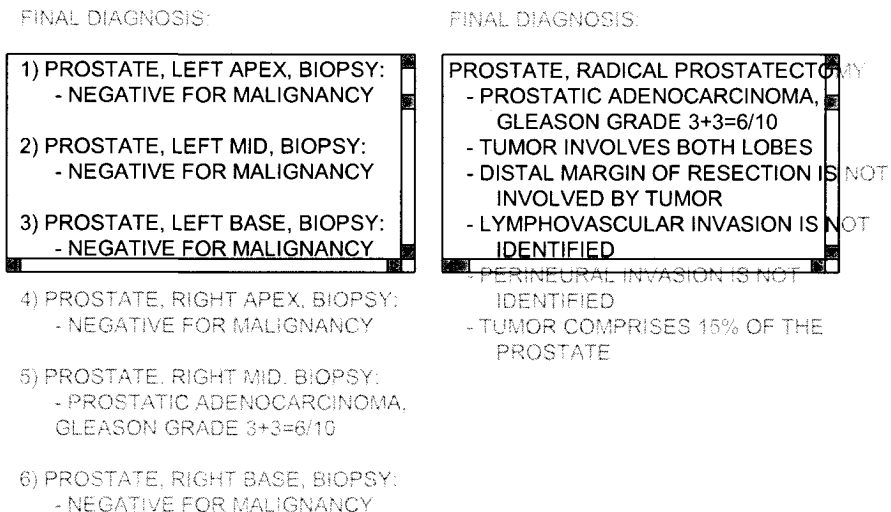 FINAL DIAGNOSIS:
1) PROSTATE, LEFT APEX, BIOPSY:
- NEGATIVE FOR MALIGNANCY
2) PROSTATE, LEFT MID, BIOPSY:
- NEGATIVE FOR MALIGNANCY
3) PROSTATE, LEFT BASE, BIOPSY:
- NEGATIVE FOR MALIGNANCY
4) PROSTATE, RIGHT APEX, BIOPSY:
- NEGATIVE FOR MALIGNANCY
5) PROSTATE. RIGHT MID. BIOPSY:
- PROSTATIC ADENOCARCINOMA,
GLEASON GRADE 3+3=6/10
6) PROSTATE, RIGHT BASE, BIOPSY:
- NEGATIVE FOR MALIGNANCY
FINAL DIAGNOSIS:
PROSTATE, RADICAL PROSTATECTOMY
- PROSTATIC ADENOCARCINOMA,
GLEASON GRADE 3+3=6/10
- TUMOR INVOLVES BOTH LOBES
- DISTAL MARGIN OF RESECTION IS NOT
INVOLVED BY TUMOR
- LYMPHOVASCULAR INVASION IS NOT
IDENTIFIED
- PERINEURAL INVASION IS NOT
IDENTIFIED
- TUMOR COMPRISES 15% OF THE
PROSTATE